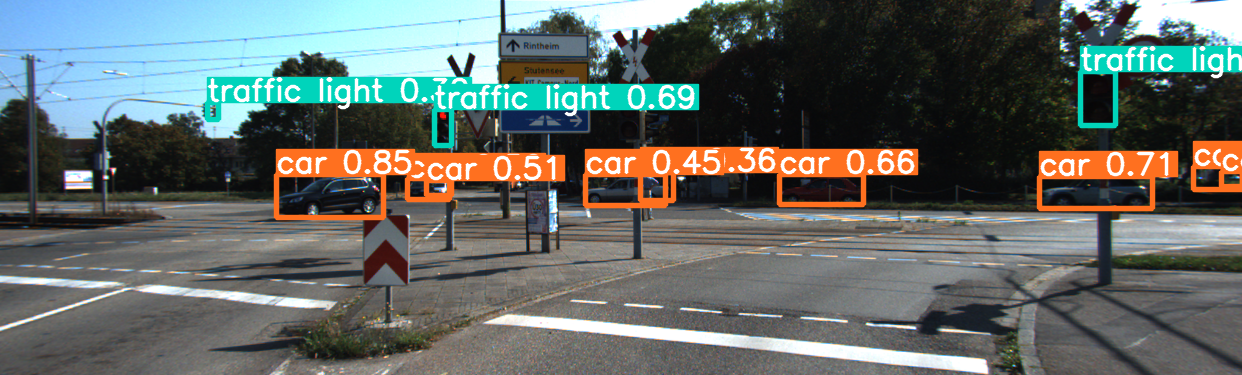 Rintheim
Stutensee
traffic light 0.
traffic light 0.69
traffic ligh
car 0.85
car 0.51
car 0.45
.36
car 0.66
car 0.71